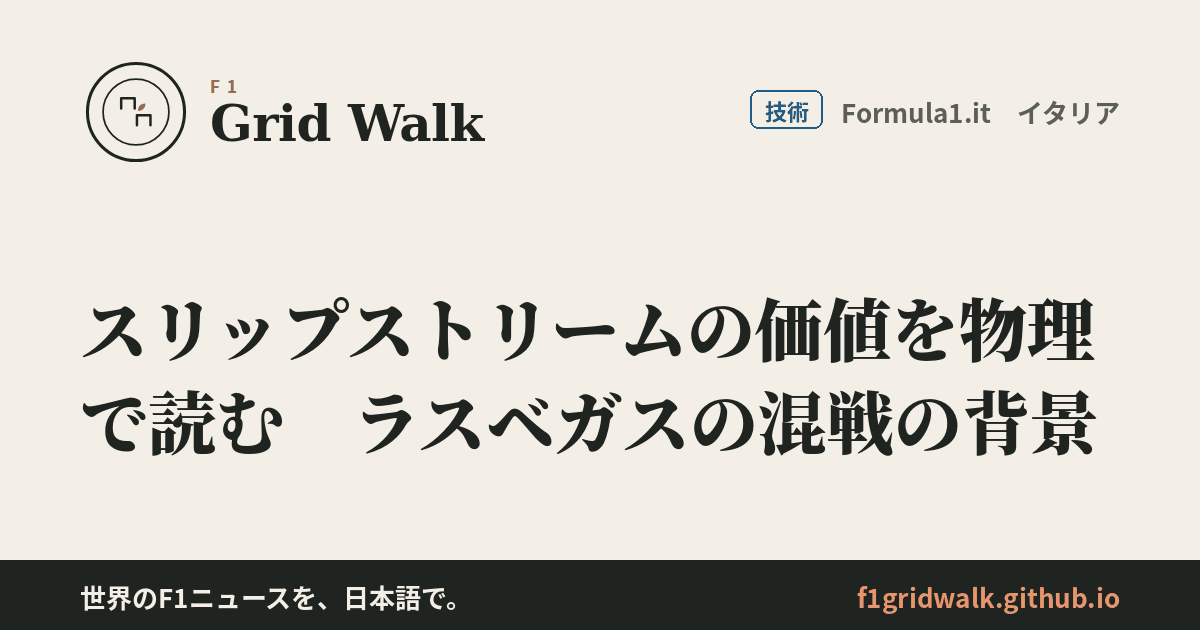 F1
Grid Walk
技術
Formula1.it　イタリア
スリップストリームの価値を物理
で読む　ラスベガスの混戦の背景
世界のF1ニュースを、日本語で。
f1gridwalk.github.io